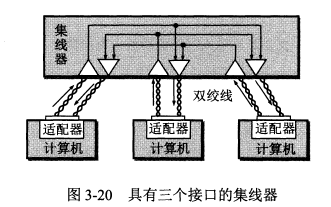 集线器
双绞线
适配器 适配器 适配器
计算机 计算机 计算机
图 3-20 具有三个接口的集线器